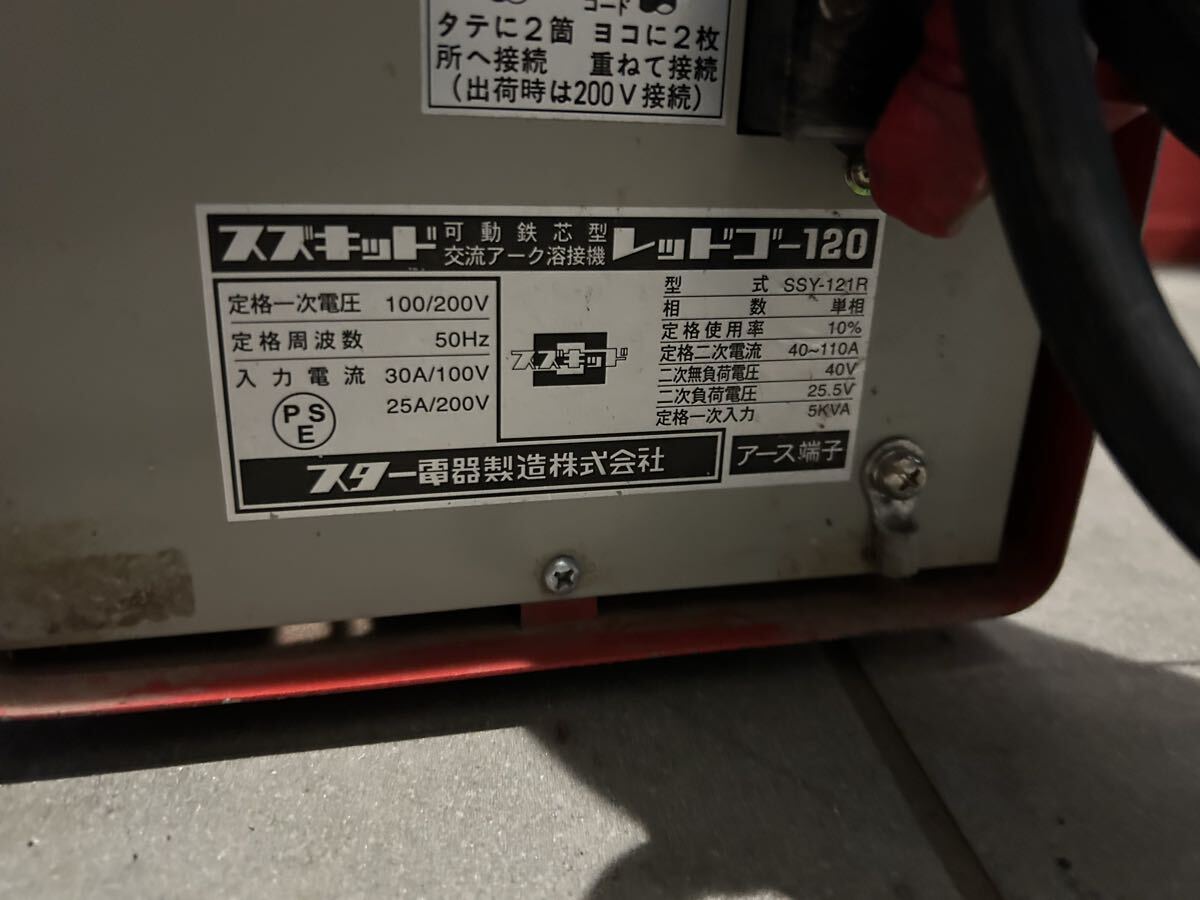 コード
タテに2箇 ヨコに2枚
所へ接続 重ねて接続
(出荷時は200V接続)
スズキッド 可動鉄芯型 交流アーク溶接機 レッドゴー120
定格一次電圧 100/200V
定格周波数 50Hz
入力電流 30A/100V
25A/200V
PSE
スズキッド
型式 SSY-121R
相数 単相
定格使用率 10%
定格二次電流 40~110A
二次無負荷電圧 40V
二次負荷電圧 25.5V
定格一次入力 5KVA
スター電器製造株式会社
アース端子